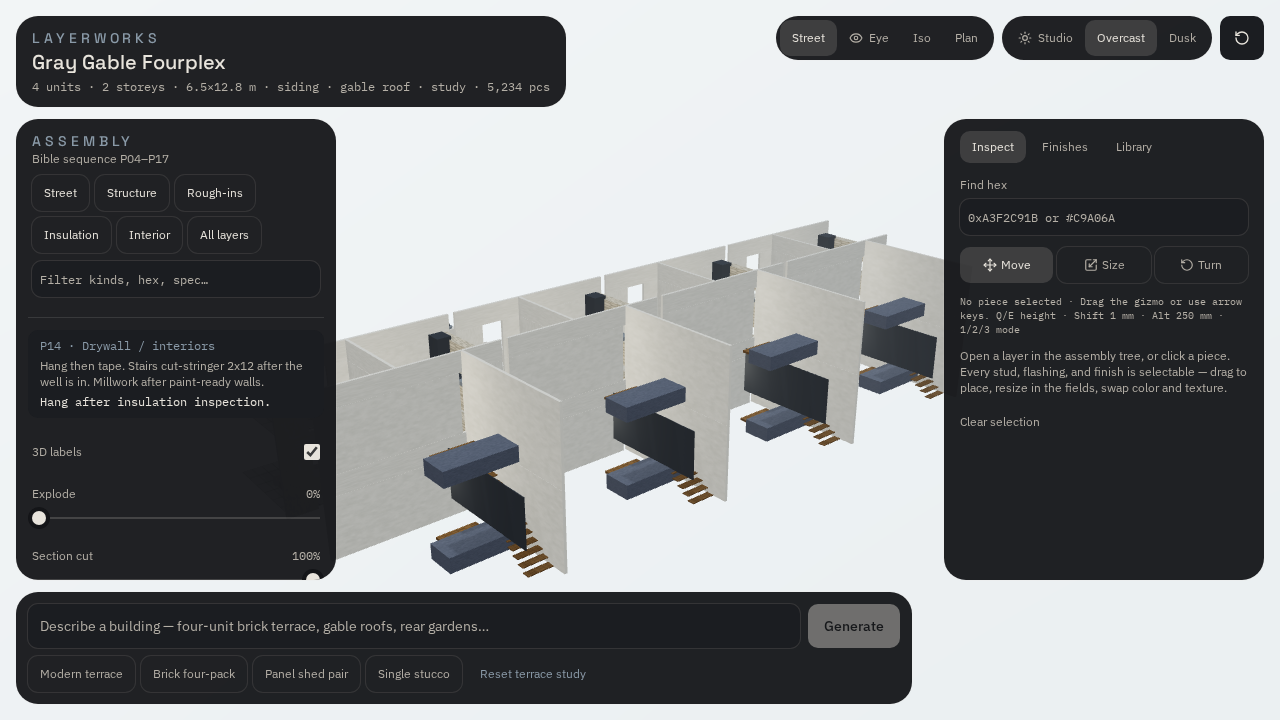 LAYERWORKS
Gray Gable Fourplex
4 units · 2 storeys · 6.5×12.8 m · siding · gable roof · study · 5,234 pcs
Street
Eye
Iso
Plan
Studio
Overcast
Dusk
ASSEMBLY
Bible sequence P04–P17
Street
Structure
Rough-ins
Insulation
Interior
All layers
Filter kinds, hex, spec…
P14 · Drywall / interiors
Hang then tape. Stairs cut-stringer 2x12 after the
well is in. Millwork after paint-ready walls.
Hang after insulation inspection.
3D labels
Explode
0%
Section cut
100%
Inspect
Finishes
Library
Find hex
0xA3F2C91B or #C9A06A
Move
Size
Turn
No piece selected · Drag the gizmo or use arrow
keys. Q/E height · Shift 1 mm · Alt 250 mm ·
1/2/3 mode
Open a layer in the assembly tree, or click a piece.
Every stud, flashing, and finish is selectable — drag to
place, resize in the fields, swap color and texture.
Clear selection
Describe a building — four-unit brick terrace, gable roofs, rear gardens…
Generate
Modern terrace
Brick four-pack
Panel shed pair
Single stucco
Reset terrace study